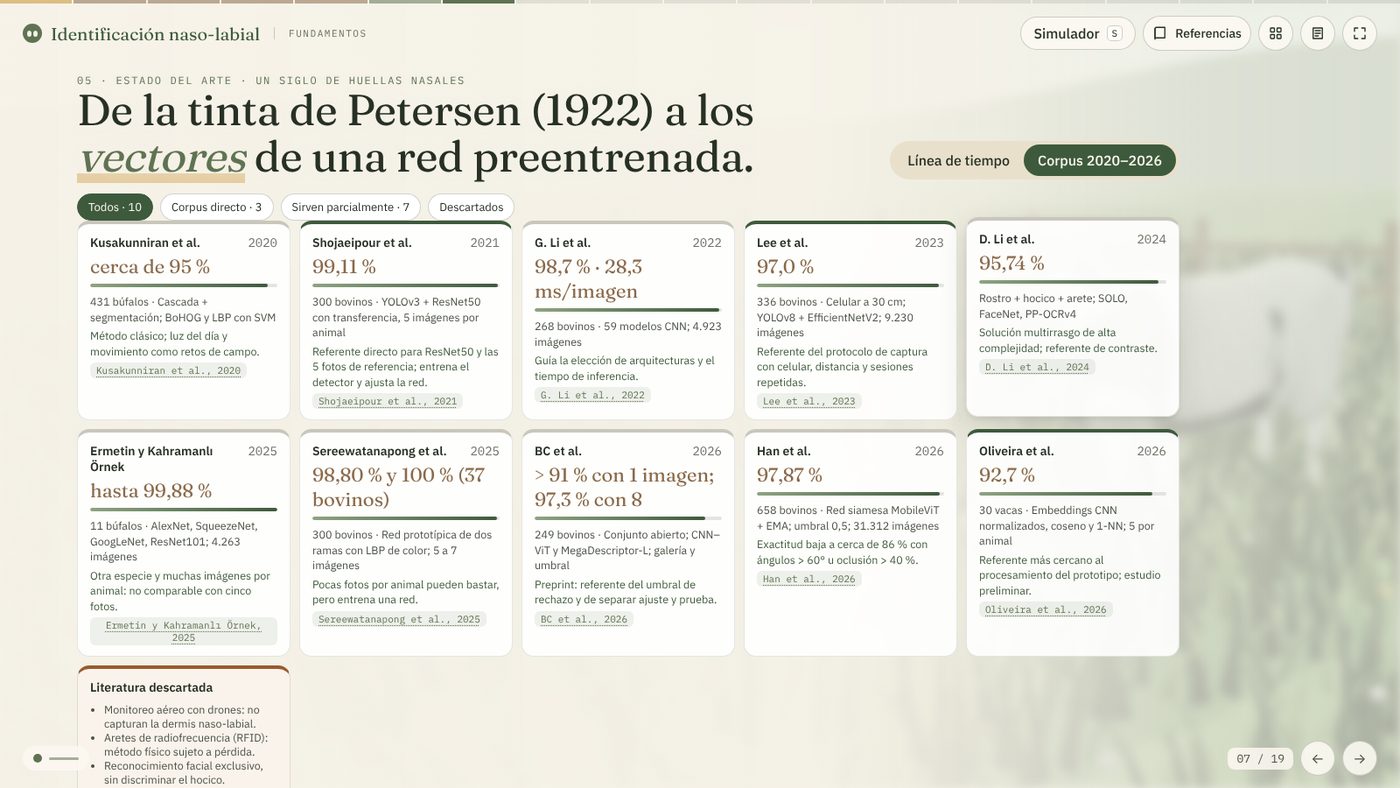 Identificación naso-labial
FUNDAMENTOS
Simulador S
Referencias
05 · ESTADO DEL ARTE · UN SIGLO DE HUELLAS NASALES
De la tinta de Petersen (1922) a los
vectores de una red preentrenada.
Línea de tiempo
Corpus 2020–2026
Todos · 10
Corpus directo · 3
Sirven parcialmente · 7
Descartados
Kusakunniran et al. 2020
cerca de 95 %
431 búfalos · Cascada +
segmentación; BoHOG y LBP con SVM
Método clásico; luz del día y
movimiento como retos de campo.
Kusakunniran et al., 2020
Shojaeipour et al. 2021
99,11 %
300 bovinos · YOLOv3 + ResNet50
con transferencia, 5 imágenes por
animal
Referente directo para ResNet50 y las
5 fotos de referencia; entrena el
detector y ajusta la red.
Shojaeipour et al., 2021
G. Li et al. 2022
98,7 % · 28,3
ms/imagen
268 bovinos · 59 modelos CNN; 4.923
imágenes
Guía la elección de arquitecturas y el
tiempo de inferencia.
G. Li et al., 2022
Lee et al. 2023
97,0 %
336 bovinos · Celular a 30 cm;
YOLOv8 + EfficientNetV2; 9.230
imágenes
Referente del protocolo de captura
con celular, distancia y sesiones
repetidas.
Lee et al., 2023
D. Li et al. 2024
95,74 %
Rostro + hocico + arete; SOLO,
FaceNet, PP-OCRv4
Solución multirrasgo de alta
complejidad; referente de contraste.
D. Li et al., 2024
Ermetin y Kahramanlı
Örnek 2025
hasta 99,88 %
11 búfalos · AlexNet, SqueezeNet,
GoogLeNet, ResNet101; 4.263
imágenes
Otra especie y muchas imágenes por
animal: no comparable con cinco
fotos.
Ermetin y Kahramanlı Örnek,
2025
Sereewatanapong et al. 2025
98,80 % y 100 % (37
bovinos)
300 bovinos · Red prototípica de dos
ramas con LBP de color; 5 a 7
imágenes
Pocas fotos por animal pueden bastar,
pero entrena una red.
Sereewatanapong et al., 2025
BC et al. 2026
> 91 % con 1 imagen;
97,3 % con 8
249 bovinos · Conjunto abierto; CNN–
ViT y MegaDescriptor-L; galería y
umbral
Preprint: referente del umbral de
rechazo y de separar ajuste y prueba.
BC et al., 2026
Han et al. 2026
97,87 %
658 bovinos · Red siamesa MobileViT
+ EMA; umbral 0,5; 31.312 imágenes
Exactitud baja a cerca de 86 % con
ángulos > 60° u oclusión > 40 %.
Han et al., 2026
Oliveira et al. 2026
92,7 %
30 vacas · Embeddings CNN
normalizados, coseno y 1-NN; 5 por
animal
Referente más cercano al
procesamiento del prototipo; estudio
preliminar.
Oliveira et al., 2026
Literatura descartada
• Monitoreo aéreo con drones: no
capturan la dermis naso-labial.
• Aretes de radiofrecuencia (RFID):
método físico sujeto a pérdida.
• Reconocimiento facial exclusivo,
sin discriminar el hocico.
07 / 19
← →